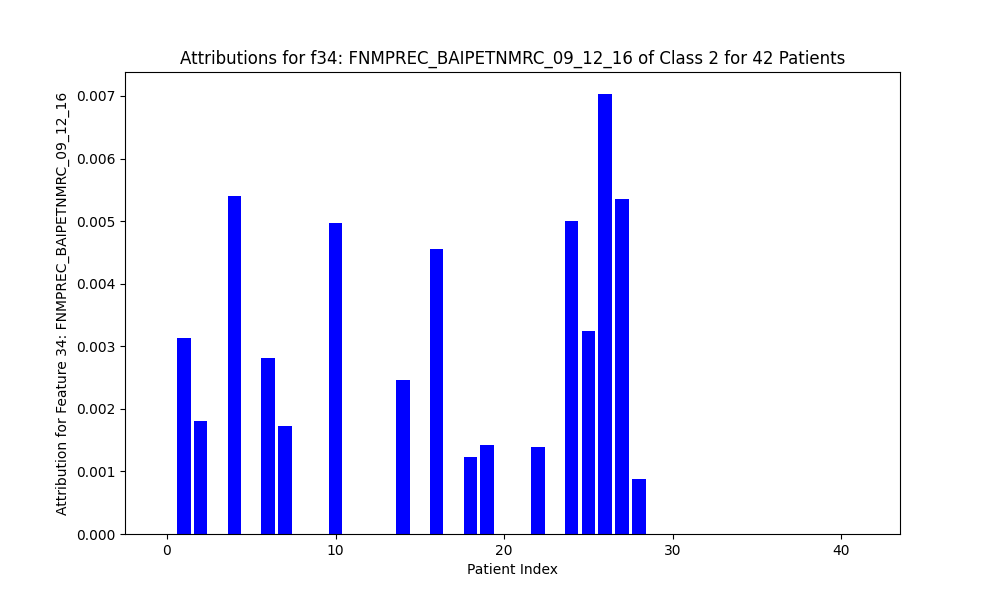 Attributions for f34: FNMPREC_BAIPETNMRC_09_12_16 of Class 2 for 42 Patients
Attribution for Feature 34: FNMPREC_BAIPETNMRC_09_12_16
0.007
0.006
0.005
0.004
0.003
0.002
0.001
0.000
0 10 20 30 40
Patient Index